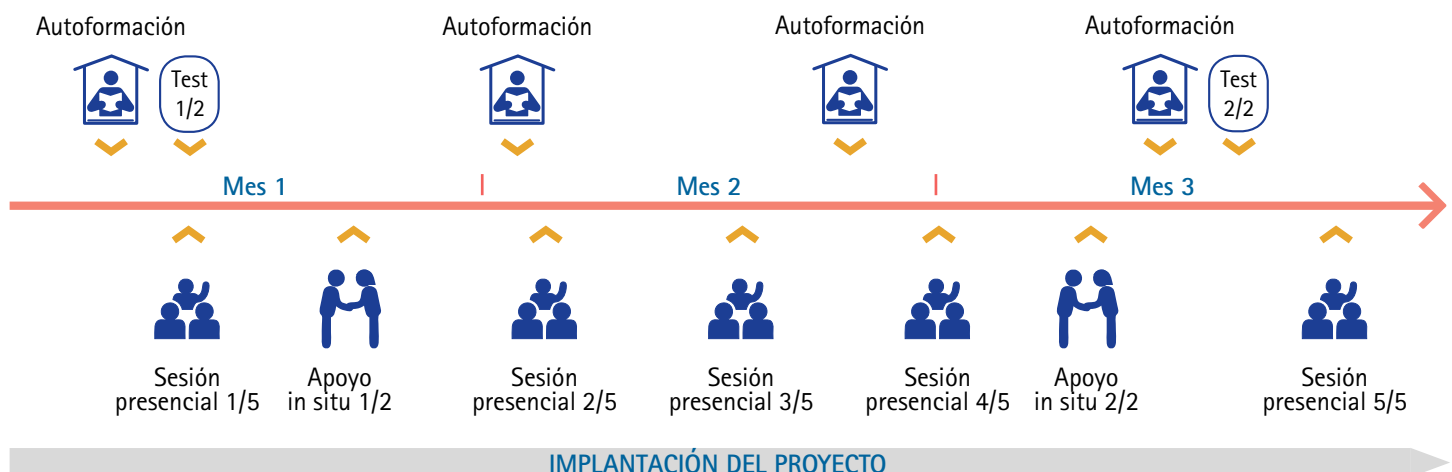 Autoformación
Autoformación
Autoformación
Autoformación
Test
1/2
Test
2/2
Mes 1
Mes 2
Mes 3
Sesión
presencial 1/5
Apoyo
in situ 1/2
Sesión
presencial 2/5
Sesión
presencial 3/5
Sesión
presencial 4/5
Apoyo
in situ 2/2
Sesión
presencial 5/5
IMPLANTACIÓN DEL PROYECTO